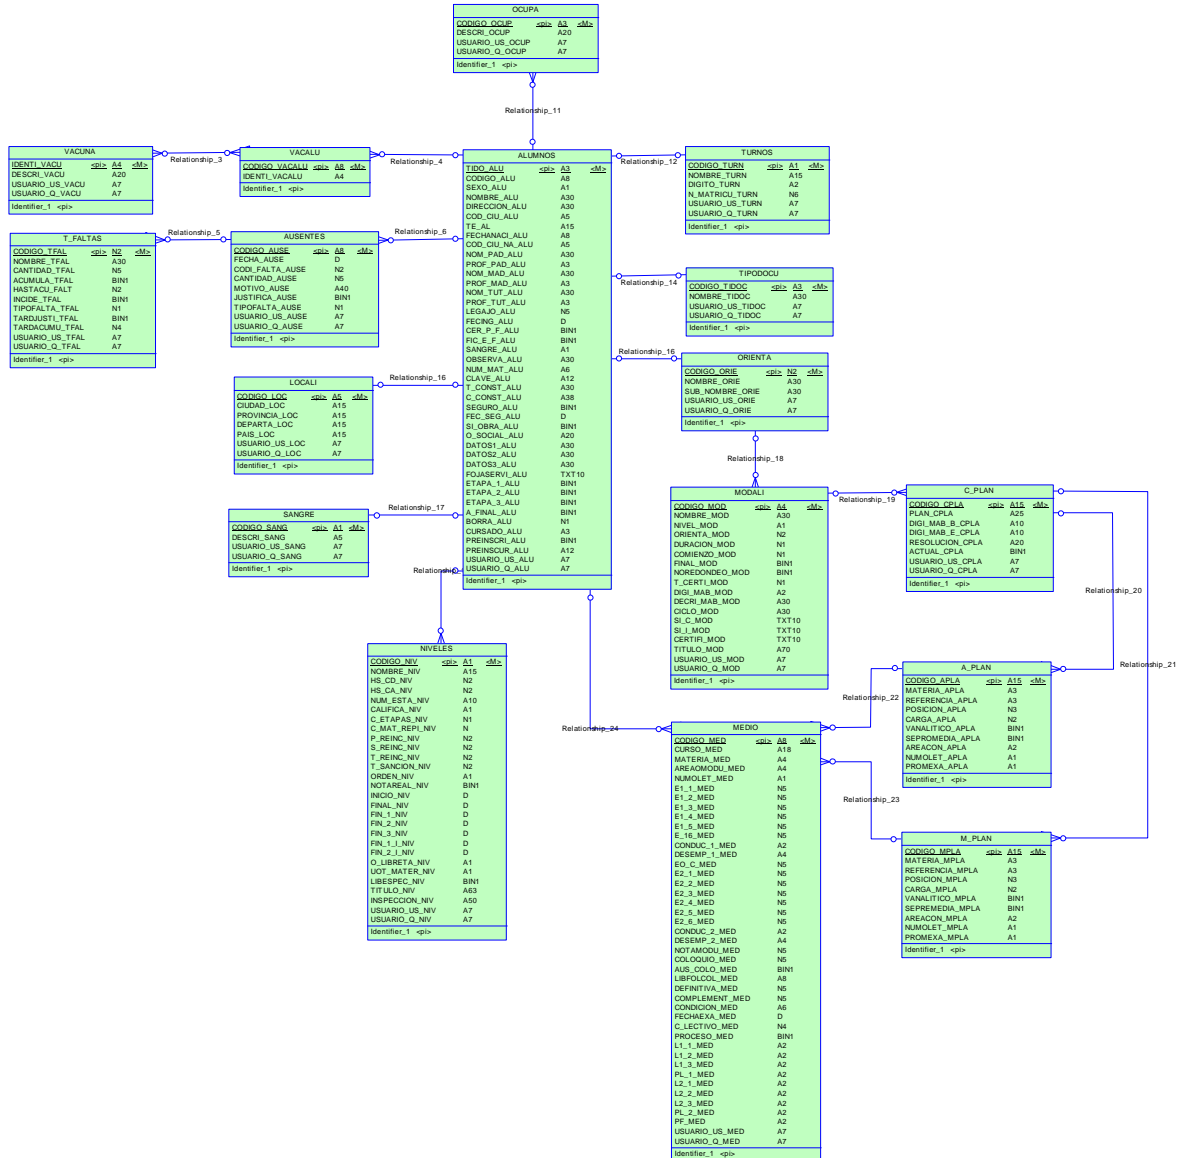 OCUPA
CODIGO_OCUP <pi> A3 <M>
DESCRI_OCUP A20
USUARIO_US_OCUP A7
USUARIO_Q_OCUP A7
Identifier_1 <pi>
Relationship_11
VACUNA
IDENTI_VACU <pi> A4 <M>
DESCRI_VACU A20
USUARIO_US_VACU A7
USUARIO_Q_VACU A7
Identifier_1 <pi>
Relationship_3
VACALU
CODIGO_VACALU <pi> A8 <M>
IDENTI_VACALU A4
Relationship_4
ALUMNOS
TIDO_ALU <pi> A3 <M>
CODIGO_ALU A8
SEXO_ALU A1
NOMBRE_ALU A30
DIRECCION_ALU A30
COD_CIU_ALU A5
TE_AL A15
FECHANACI_ALU A8
COD_CIU_NA_ALU A5
NOM_PAD_ALU A30
PROF_PAD_ALU A3
NOM_MAD_ALU A30
PROF_MAD_ALU A3
NOM_TUT_ALU A30
PROF_TUT_ALU A3
LEGAJO_ALU N5
FECING_ALU D
CER_P_F_ALU BIN1
FIC_E_F_ALU BIN1
SANGRE_ALU A1
OBSERVA_ALU A30
NUM_MAT_ALU A6
CLAVE_ALU A12
T_CONST_ALU A30
C_CONST_ALU A38
SEGURO_ALU BIN1
FEC_SEG_ALU D
SI_OBRA_ALU BIN1
O_SOCIAL_ALU A20
DATOS1_ALU A30
DATOS2_ALU A30
DATOS3_ALU A30
FOJASERVI_ALU TXT10
ETAPA_1_ALU BIN1
ETAPA_2_ALU BIN1
ETAPA_3_ALU BIN1
A_FINAL_ALU BIN1
BORRA_ALU N1
CURSADO_ALU A3
PREINSCRI_ALU BIN1
PREINSCUR_ALU A12
USUARIO_US_ALU A7
USUARIO_Q_ALU A7
Identifier_1 <pi>
Relationship_12
TURNOS
CODIGO_TURN <pi> A1 <M>
NOMBRE_TURN A15
DIGITO_TURN A2
N_MATRICU_TURN N6
USUARIO_US_TURN A7
USUARIO_Q_TURN A7
Identifier_1 <pi>
T_FALTAS
CODIGO_TFAL <pi> N2 <M>
NOMBRE_TFAL A30
CANTIDAD_TFAL N5
ACUMULA_TFAL BIN1
HASTACU_FALT N2
INCIDE_TFAL BIN1
TIPOFALTA_TFAL N1
TARDJUSTI_TFAL BIN1
TARDACUMU_TFAL N4
USUARIO_US_TFAL A7
USUARIO_Q_TFAL A7
Identifier_1 <pi>
Relationship_5
AUSENTES
CODIGO_AUSE <pi> A8 <M>
FECHA_AUSE D
CODI_FALTA_AUSE N2
CANTIDAD_AUSE N5
MOTIVO_AUSE A40
JUSTIFICA_AUSE BIN1
TIPOFALTA_AUSE N1
USUARIO_US_AUSE A7
USUARIO_Q_AUSE A7
Identifier_1 <pi>
Relationship_6
Relationship_14
TIPODOCU
CODIGO_TIDOC <pi> A3 <M>
NOMBRE_TIDOC A30
USUARIO_US_TIDOC A7
USUARIO_Q_TIDOC A7
Identifier_1 <pi>
Relationship_16
ORIENTA
CODIGO_ORIE <pi> N2 <M>
NOMBRE_ORIE A30
SUB_NOMBRE_ORIE A30
USUARIO_US_ORIE A7
USUARIO_Q_ORIE A7
Identifier_1 <pi>
LOCALI
CODIGO_LOC <pi> A5 <M>
CIUDAD_LOC A15
PROVINCIA_LOC A15
DEPARTA_LOC A15
PAIS_LOC A15
USUARIO_US_LOC A7
USUARIO_Q_LOC A7
Identifier_1 <pi>
Relationship_16
Relationship_18
SANGRE
CODIGO_SANG <pi> A1 <M>
DESCRI_SANG A5
USUARIO_US_SANG A7
USUARIO_Q_SANG A7
Identifier_1 <pi>
Relationship_17
MODALI
CODIGO_MOD <pi> A4 <M>
NOMBRE_MOD A30
NIVEL_MOD A1
ORIENTA_MOD N2
DURACION_MOD N1
COMIENZO_MOD N1
FINAL_MOD BIN1
NOREDONDEO_MOD BIN1
T_CERTI_MOD N1
DIGI_MAB_MOD A2
DECRI_MAB_MOD A30
CICLO_MOD A30
SI_C_MOD TXT10
SI_I_MOD TXT10
CERTIFI_MOD TXT10
TITULO_MOD A70
USUARIO_US_MOD A7
USUARIO_Q_MOD A7
Identifier_1 <pi>
Relationship_19
C_PLAN
CODIGO_CPLA <pi> A15 <M>
PLAN_CPLA A25
DIGI_MAB_B_CPLA A10
DIGI_MAB_E_CPLA A10
RESOLUCION_CPLA A20
ACTUAL_CPLA BIN1
USUARIO_US_CPLA A7
USUARIO_Q_CPLA A7
Identifier_1 <pi>
Relationship_20
Relationship_21
Relationship
NIVELES
CODIGO_NIV <pi> A1 <M>
NOMBRE_NIV A15
HS_CD_NIV N2
HS_CA_NIV N2
NUM_ESTA_NIV A10
CALIFICA_NIV A1
C_ETAPAS_NIV N1
C_MAT_REPI_NIV N
P_REINC_NIV N2
S_REINC_NIV N2
T_REINC_NIV N2
T_SANCION_NIV N2
ORDEN_NIV A1
NOTAREAL_NIV BIN1
INICIO_NIV D
FINAL_NIV D
FIN_1_NIV D
FIN_2_NIV D
FIN_3_NIV D
FIN_1_I_NIV D
FIN_2_I_NIV D
O_LIBRETA_NIV A1
UOT_MATER_NIV A1
LIBESPEC_NIV BIN1
TITULO_NIV A63
INSPECCION_NIV A50
USUARIO_US_NIV A7
USUARIO_Q_NIV A7
Identifier_1 <pi>
A_PLAN
CODIGO_APLA <pi> A15 <M>
MATERIA_APLA A3
REFERENCIA_APLA A3
POSICION_APLA N3
CARGA_APLA N2
VANALITICO_APLA BIN1
SEPROMEDIA_APLA BIN1
AREACON_APLA A2
NUMOLET_APLA A1
PROMEXA_APLA A1
Identifier_1 <pi>
Relationship_22
Relationship_24
MEDIO
CODIGO_MED <pi> A8 <M>
CURSO_MED A18
MATERIA_MED A4
AREAOMODU_MED A4
NUMOLET_MED A1
E1_1_MED N5
E1_2_MED N5
E1_3_MED N5
E1_4_MED N5
E1_5_MED N5
E_16_MED N5
CONDUC_1_MED A2
DESEMP_1_MED A4
EO_C_MED N5
E2_1_MED N5
E2_2_MED N5
E2_3_MED N5
E2_4_MED N5
E2_5_MED N5
E2_6_MED N5
CONDUC_2_MED A2
DESEMP_2_MED A4
NOTAMODU_MED N5
COLOQUIO_MED N5
AUS_COLO_MED BIN1
LIBFOLCOL_MED A8
DEFINITIVA_MED N5
COMPLEMENT_MED N5
CONDICION_MED A6
FECHAEXA_MED D
C_LECTIVO_MED N4
PROCESO_MED BIN1
L1_1_MED A2
L1_2_MED A2
L1_3_MED A2
PL_1_MED A2
L2_1_MED A2
L2_2_MED A2
L2_3_MED A2
PL_2_MED A2
PF_MED A2
USUARIO_US_MED A7
USUARIO_Q_MED A7
Identifier_1 <pi>
Relationship_23
M_PLAN
CODIGO_MPLA <pi> A15 <M>
MATERIA_MPLA A3
REFERENCIA_MPLA A3
POSICION_MPLA N3
CARGA_MPLA N2
VANALITICO_MPLA BIN1
SEPREMEDIA_MPLA BIN1
AREACON_MPLA A2
NUMOLET_MPLA A1
PROMEXA_MPLA A1
Identifier_1 <pi>